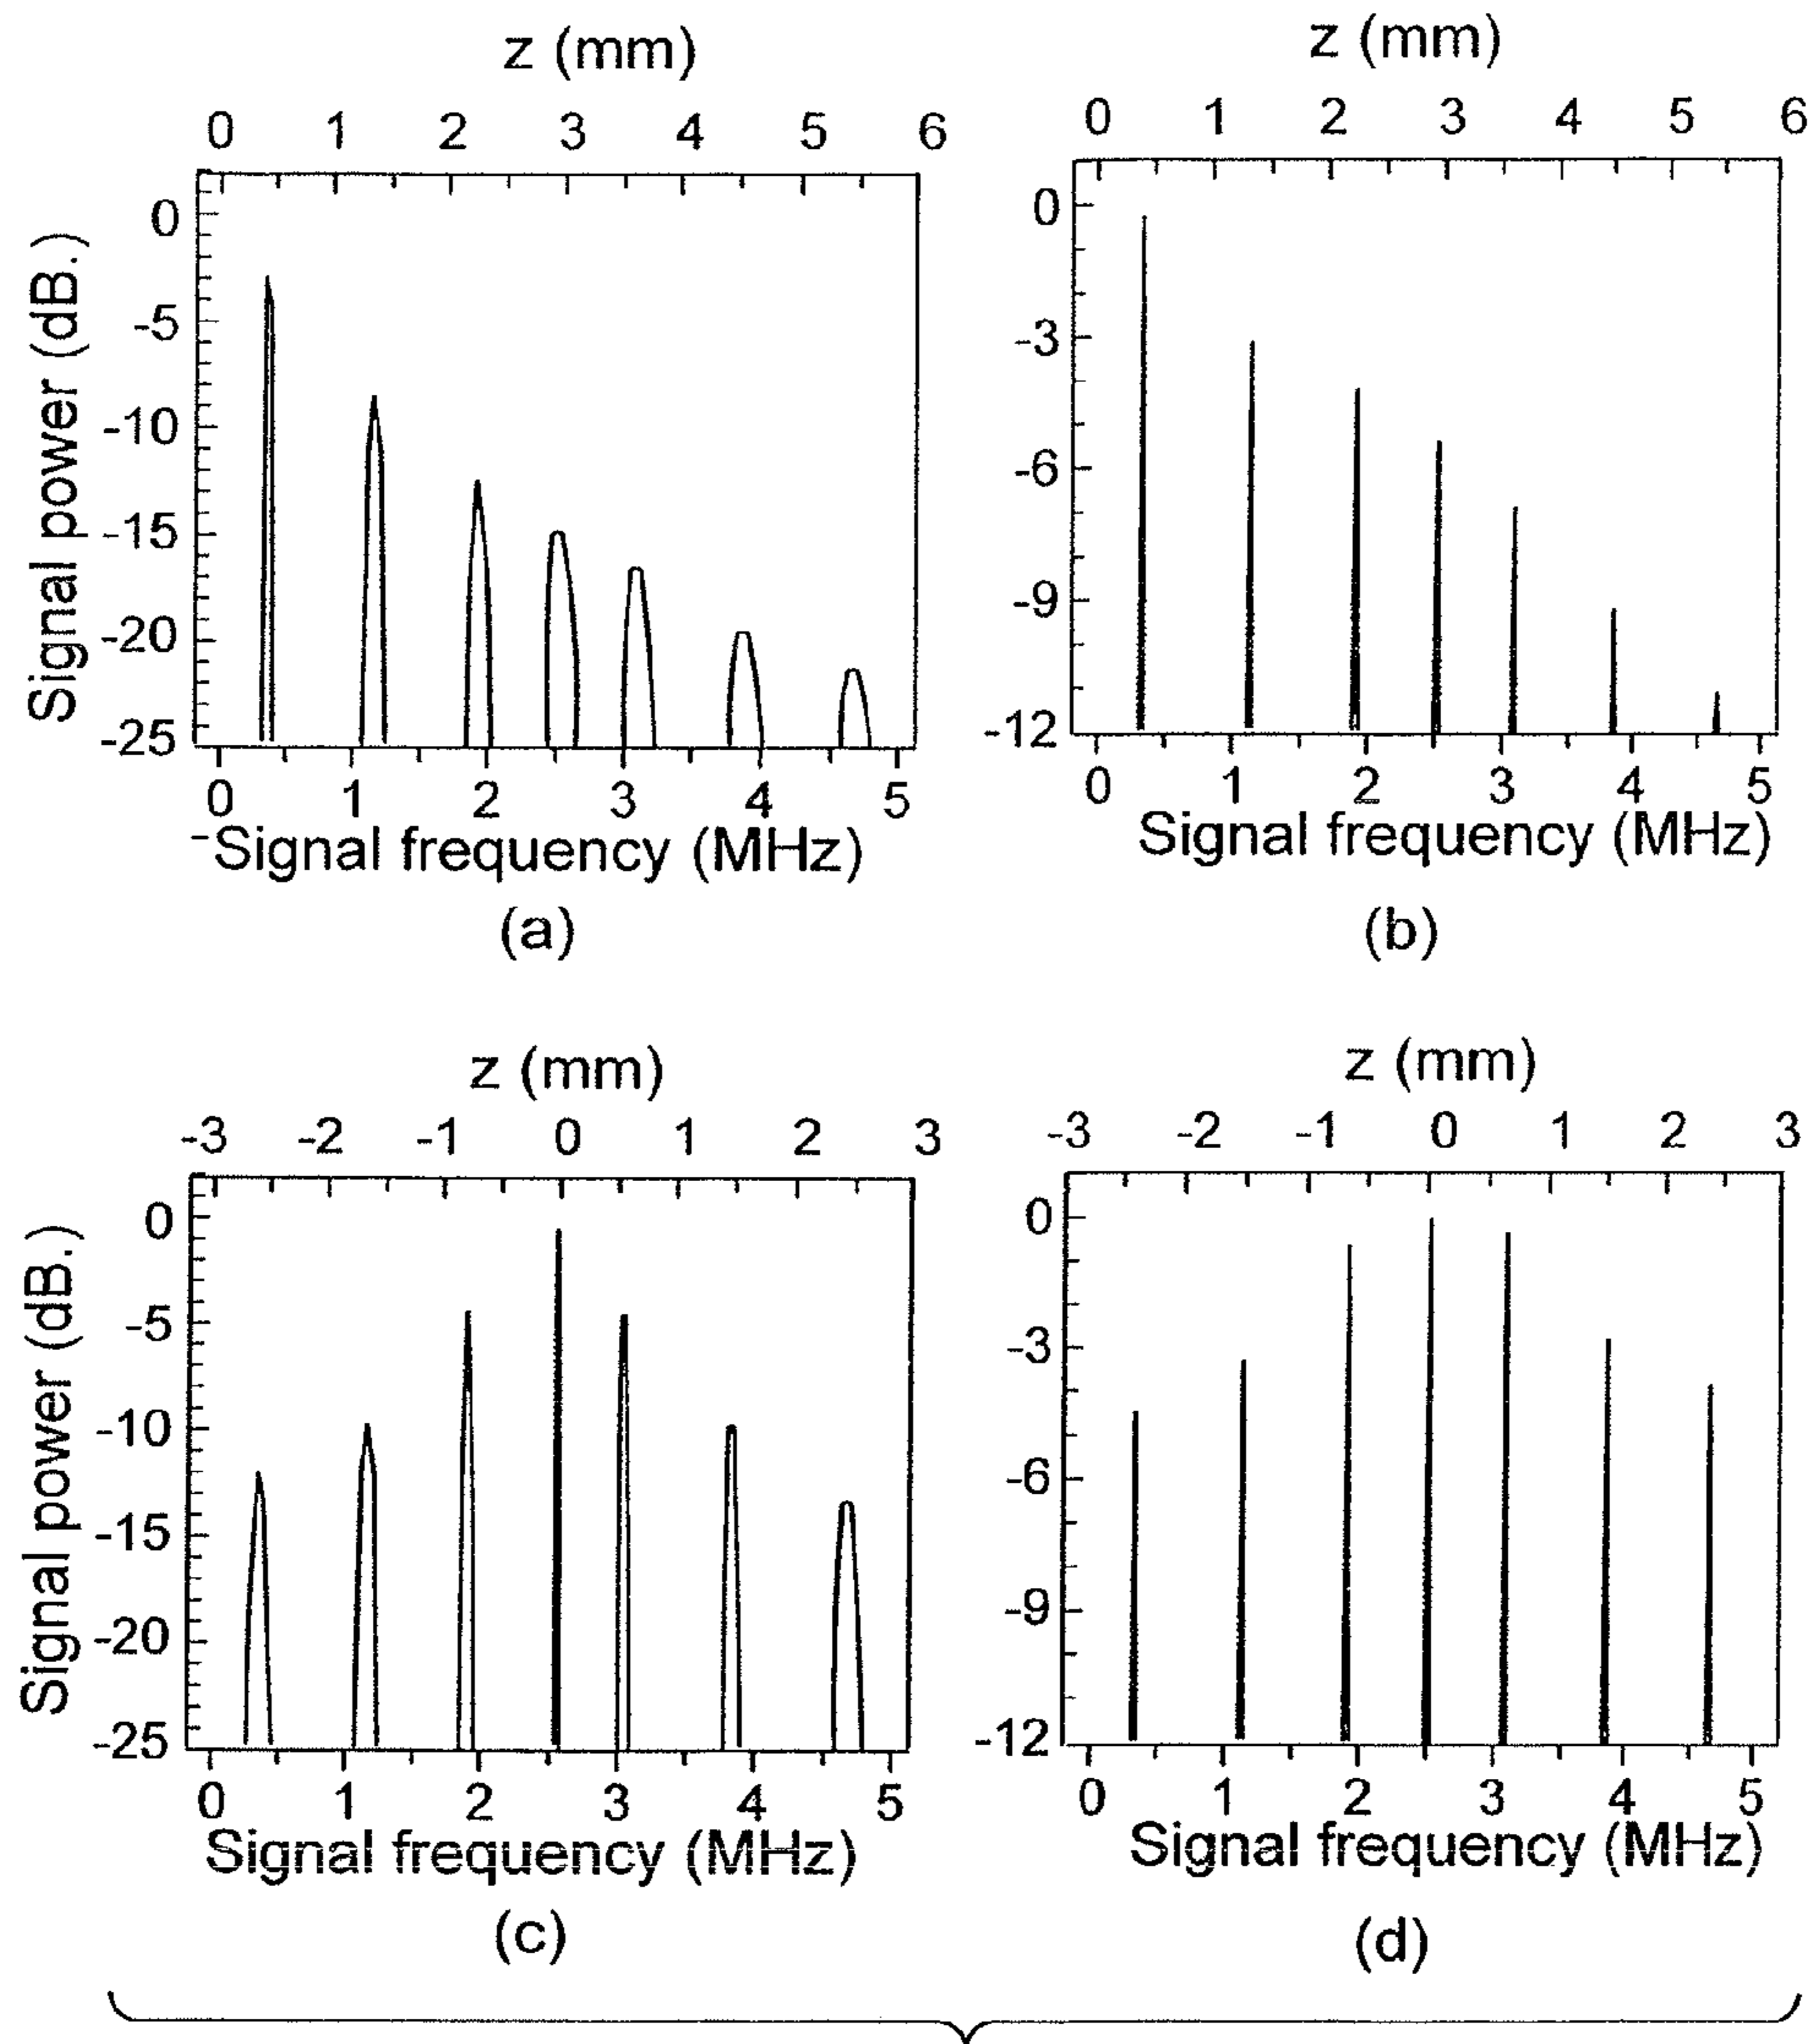 z (mm)
0 1 2 3 4 5 6
0
-5
-10
-15
-20
-25
Signal power (dB.)
0 1 2 3 4 5
Signal frequency (MHz)
(a)
z (mm)
0 1 2 3 4 5 6
0
-3
-6
-9
-12
0 1 2 3 4 5
Signal frequency (MHz)
(b)
z (mm)
-3 -2 -1 0 1 2 3
0
-5
-10
-15
-20
-25
Signal power (dB.)
0 1 2 3 4 5
Signal frequency (MHz)
(c)
z (mm)
-3 -2 -1 0 1 2 3
0
-3
-6
-9
-12
0 1 2 3 4 5
Signal frequency (MHz)
(d)